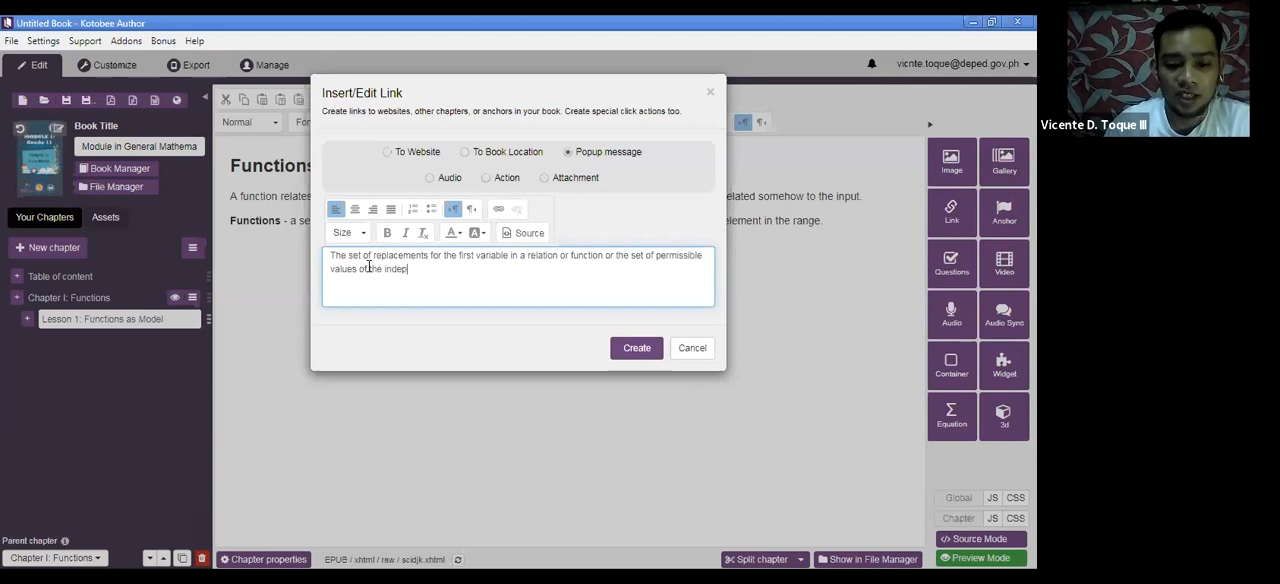 Untitled Book - Kotobee Author
File Settings Support Addons Bonus Help
Edit Customize Export Manage
vicnte.toque@deped.gov.ph
Book Title
Module in General Mathema
Book Manager
File Manager
Your Chapters Assets
New chapter
Table of content
Chapter I: Functions
Lesson 1: Functions as Model
Parent chapter
Chapter I: Functions
Normal
Functions
A function relates
elated somehow to the input.
Functions - a se
element in the range.
Insert/Edit Link
Create links to websites, other chapters, or anchors in your book. Create special click actions too.
To Website To Book Location Popup message
Audio Action Attachment
Size
Source
The set of replacements for the first variable in a relation or function or the set of permissible
values of the indep
Create Cancel
Image Gallery
Link Anchor
Questions Video
Audio Audio Sync
Container Widget
Equation 3d
Global JS CSS
Chapter JS CSS
Source Mode
Preview Mode
Chapter properties
EPUB / xhtml / raw / scidjk.xhtml
Split chapter
Show in File Manager
Vicente D. Toque III